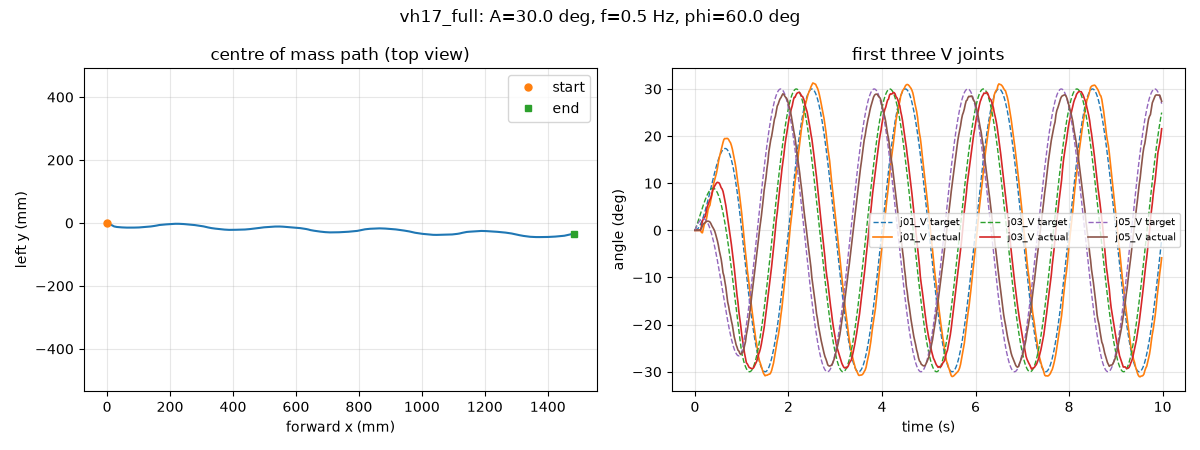 vh17_full: A=30.0 deg, f=0.5 Hz, phi=60.0 deg
centre of mass path (top view)
start
end
400
200
0
−200
−400
left y (mm)
0
200
400
600
800
1000
1200
1400
forward x (mm)
first three V joints
30
20
10
0
−10
−20
−30
angle (deg)
j01_V target
j01_V actual
j03_V target
j03_V actual
j05_V target
j05_V actual
0
2
4
6
8
10
time (s)